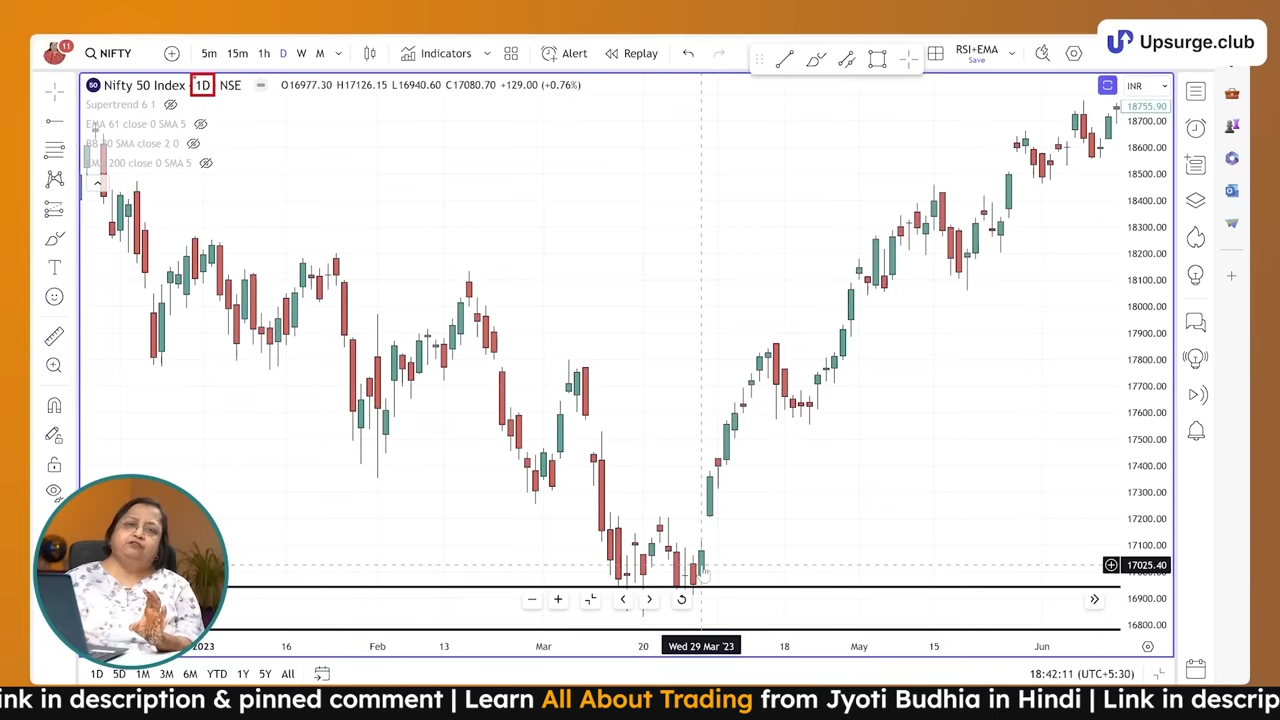 Upsurge.club
11
NIFTY
5m 15m 1h D W M
Indicators
Alert
Replay
RSI+EMA
Save
50 Nifty 50 Index 1D NSE O16977.30 H17126.15 L16940.60 C17080.70 +129.00 (+0.76%)
INR
Supertrend 6 1
EMA 61 close 0 SMA 5
SMA close 2 0
200 close 0 SMA 5
18755.90
18700.00
18600.00
18500.00
18400.00
18300.00
18200.00
18100.00
18000.00
17900.00
17800.00
17700.00
17600.00
17500.00
17400.00
17300.00
17200.00
17100.00
17025.40
16900.00
16800.00
2023 16 Feb 13 Mar 20 Wed 29 Mar '23 18 May 15 Jun
1D 5D 1M 3M 6M YTD 1Y 5Y All
18:42:11 (UTC+5:30)
ink in description & pinned comment | Learn All About Trading from Jyoti Budhia in Hindi | Link in descrip